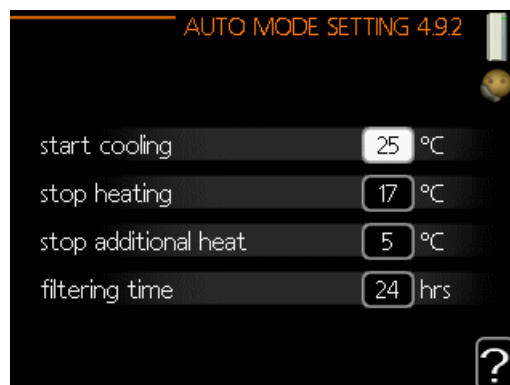 AUTO MODE SETTING 4.9.2
start cooling 25 °C
stop heating 17 °C
stop additional heat 5 °C
filtering time 24 hrs
?